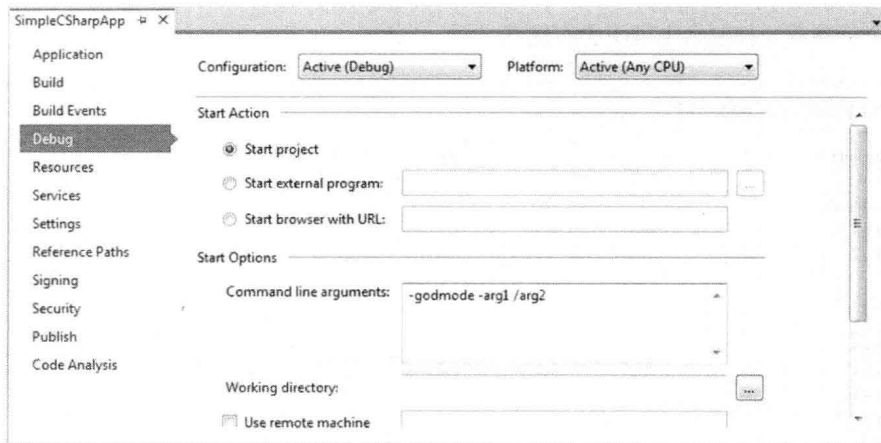 SimpleCSharpApp
Application
Build
Build Events
Debug
Resources
Services
Settings
Reference Paths
Signing
Security
Publish
Code Analysis
Configuration: Active (Debug) Platform: Active (Any CPU)
Start Action
Start project
Start external program: ...
Start browser with URL:
Start Options
Command line arguments: -godmode -arg1 /arg2
Working directory: ...
Use remote machine